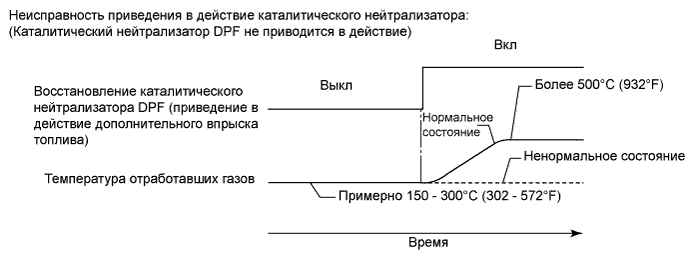 Неисправность приведения в действие каталитического нейтрализатора:
(Каталитический нейтрализатор DPF не приводится в действие)
Вкл
Выкл
Восстановление каталитического
нейтрализатора DPF (приведение в
действие дополнительного впрыска
топлива)
Более 500°C (932°F)
Нормальное
состояние
Ненормальное состояние
Температура отработавших газов
Примерно 150 - 300°C (302 - 572°F)
Время